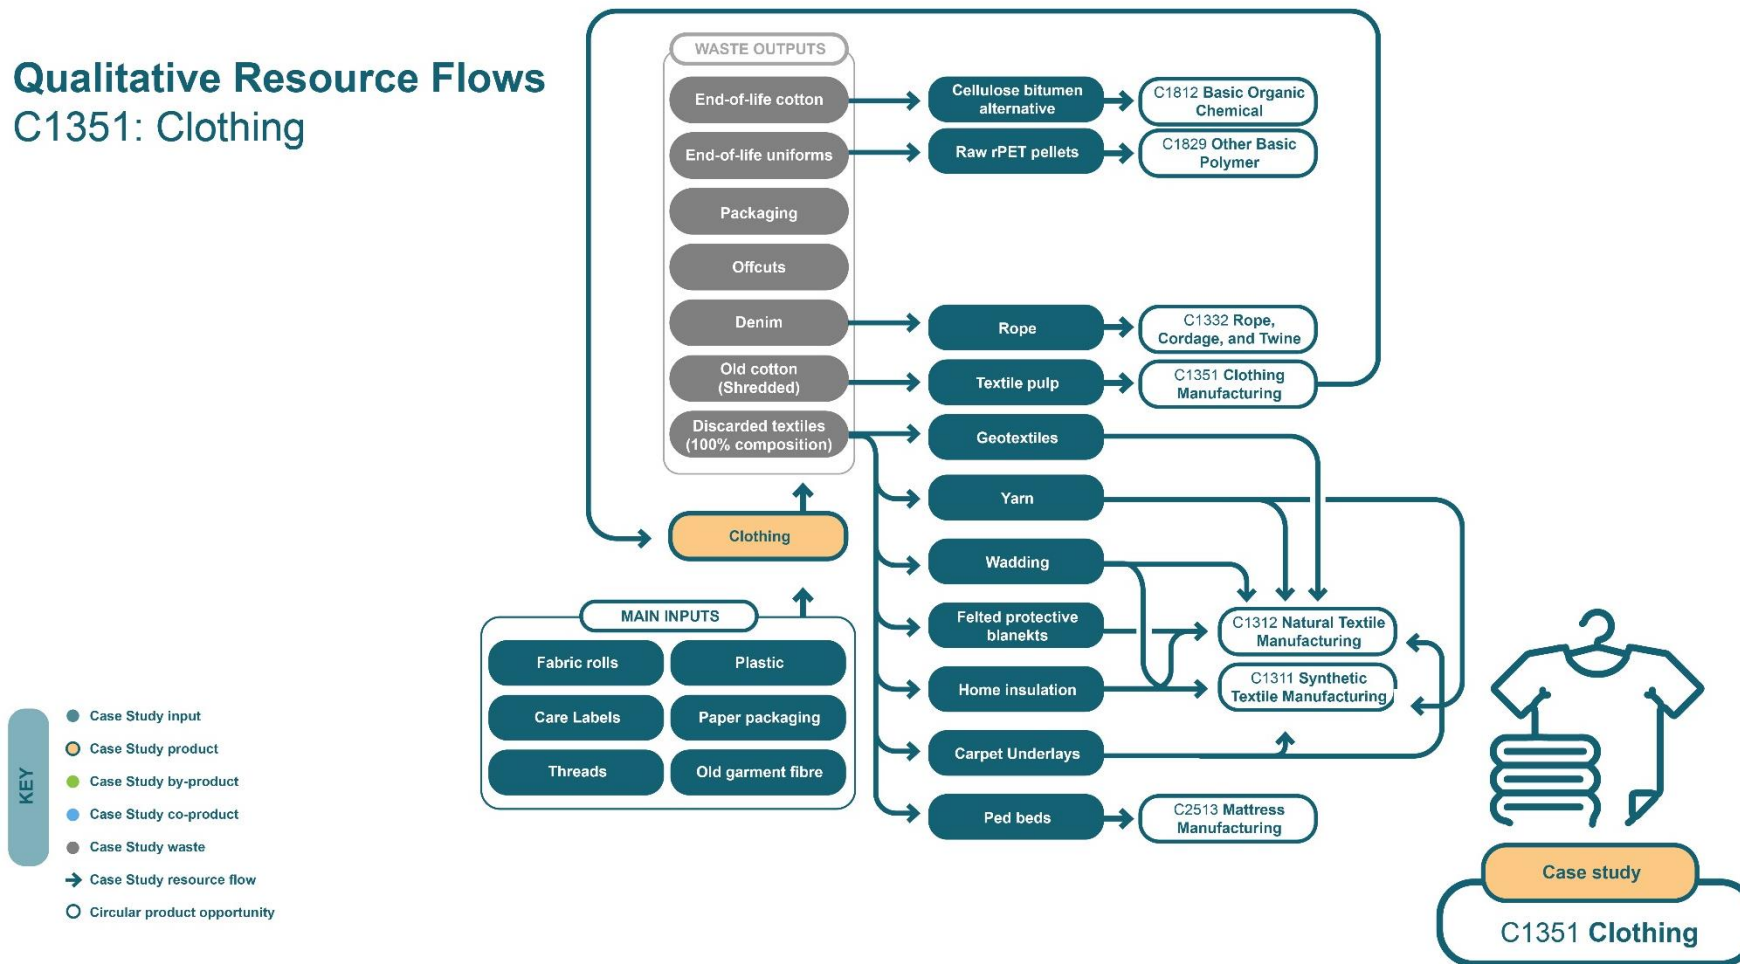 Qualitative Resource Flows
C1351: Clothing
WASTE OUTPUTS
End-of-life cotton
End-of-life uniforms
Packaging
Offcuts
Denim
Old cotton
(Shredded)
Discarded textiles
(100% composition)
Clothing
MAIN INPUTS
Fabric rolls
Plastic
Care Labels
Paper packaging
Threads
Old garment fibre
Cellulose bitumen
alternative
Raw rPET pellets
Rope
Textile pulp
Geotextiles
Yarn
Wadding
Felted protective
blanekts
Home insulation
Carpet Underlays
Ped beds
C1812 Basic Organic
Chemical
C1829 Other Basic
Polymer
C1332 Rope,
Cordage, and Twine
C1351 Clothing
Manufacturing
C1312 Natural Textile
Manufacturing
C1311 Synthetic
Textile Manufacturing
C2513 Mattress
Manufacturing
KEY
Case Study input
Case Study product
Case Study by-product
Case Study co-product
Case Study waste
Case Study resource flow
Circular product opportunity
Case study
C1351 Clothing